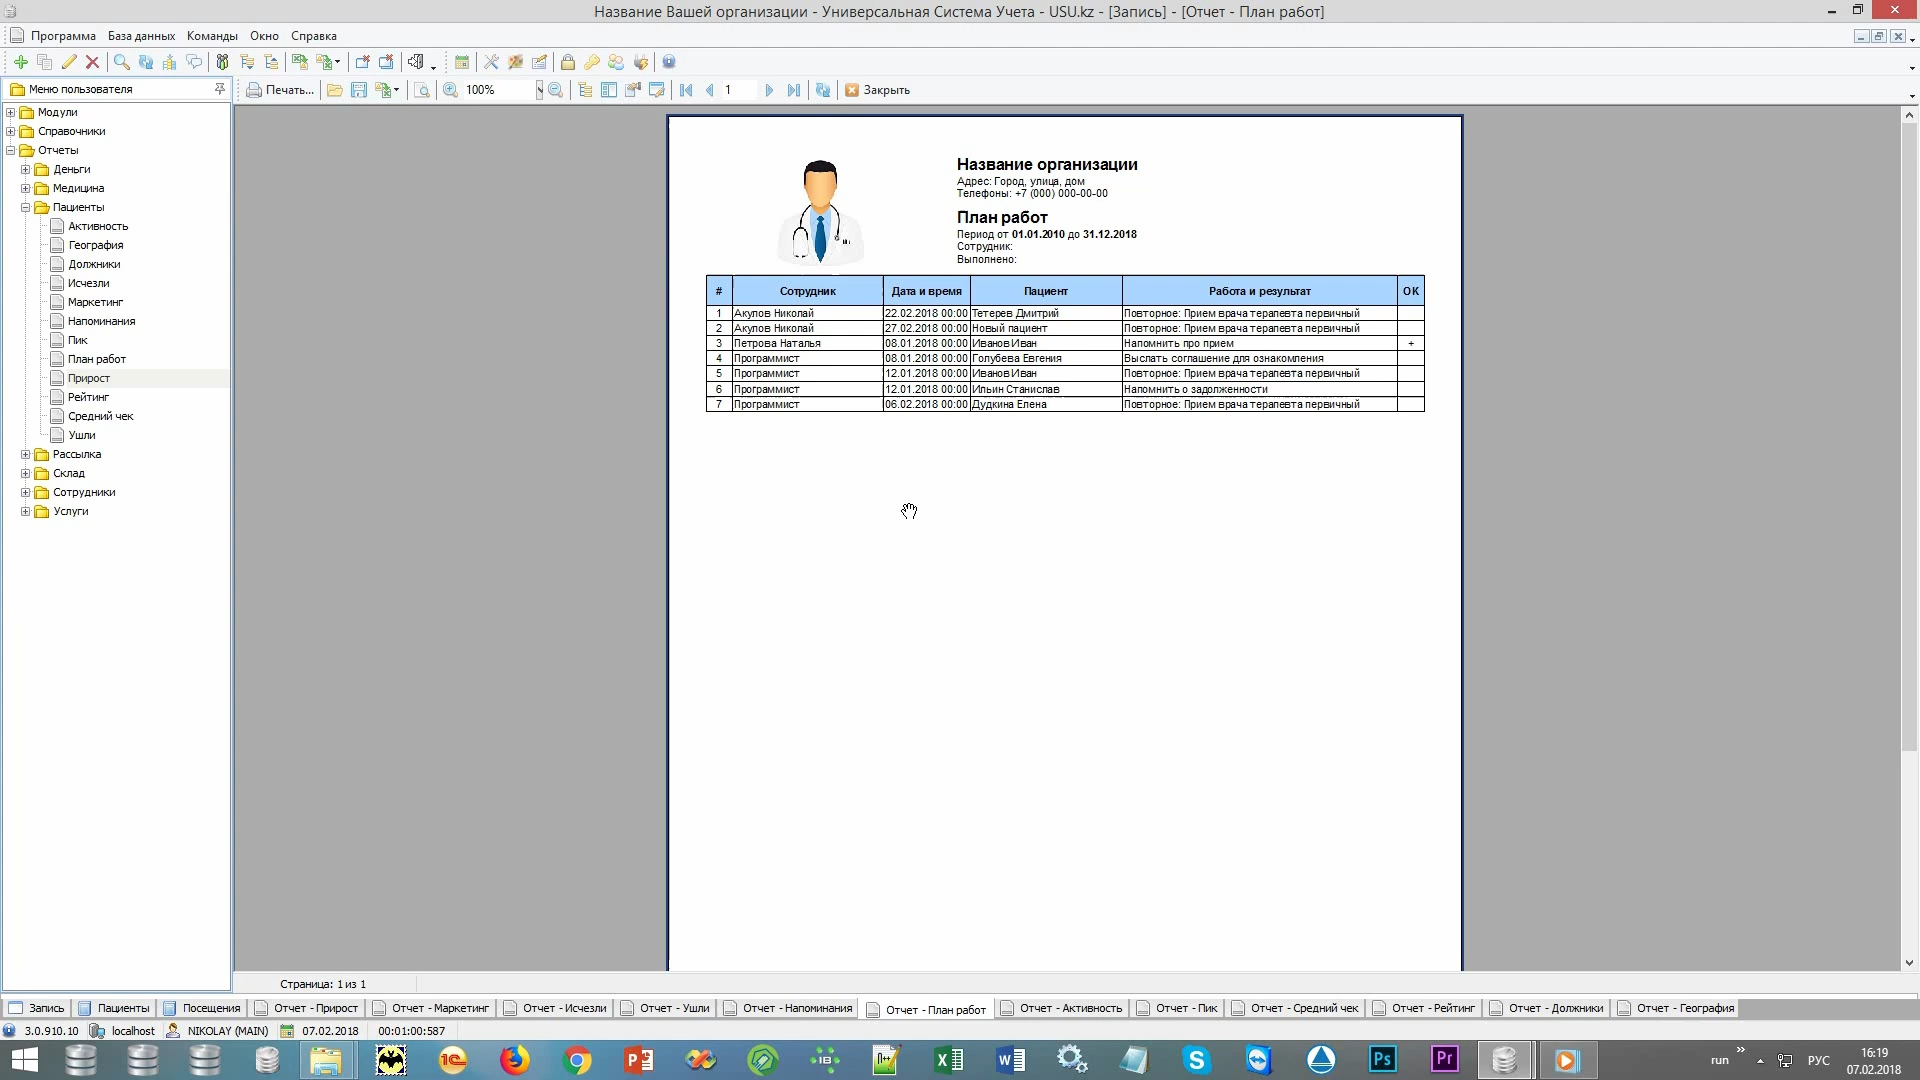 Название Вашей организации - Универсальная Система Учета - USU.kz - [Запись] - [Отчет - План работ]
Программа База данных Команды Окно Справка
Меню пользователя
Печать... 100% 1 Закрыть
Модули
Справочники
Отчеты
Деньги
Медицина
Пациенты
Активность
География
Должники
Исчезли
Маркетинг
Напоминания
Пик
План работ
Прирост
Рейтинг
Средний чек
Ушли
Рассылка
Склад
Сотрудники
Услуги
Название организации
Адрес: Город, улица, дом
Телефоны: +7 (000) 000-00-00
План работ
Период от 01.01.2010 до 31.12.2018
Сотрудник:
Выполнено:
# Сотрудник Дата и время Пациент Работа и результат ОК
1 Акулов Николай 22.02.2018 00:00 Тетерев Дмитрий Повторное: Прием врача терапевта первичный
2 Акулов Николай 27.02.2018 00:00 Новый пациент Повторное: Прием врача терапевта первичный
3 Петрова Наталья 08.01.2018 00:00 Иванов Иван Напомнить про прием +
4 Программист 08.01.2018 00:00 Голубева Евгения Выслать соглашение для ознакомления
5 Программист 12.01.2018 00:00 Иванов Иван Повторное: Прием врача терапевта первичный
6 Программист 12.01.2018 00:00 Ильин Станислав Напомнить о задолженности
7 Программист 06.02.2018 00:00 Дудкина Елена Повторное: Прием врача терапевта первичный
Страница: 1 из 1
Запись Пациенты Посещения Отчет - Прирост Отчет - Маркетинг Отчет - Исчезли Отчет - Ушли Отчет - Напоминания Отчет - План работ Отчет - Активность Отчет - Пик Отчет - Средний чек Отчет - Рейтинг Отчет - Должники Отчет - География
3.0.910.10 localhost NIKOLAY (MAIN) 07.02.2018 00:01:00:587
run РУС 16:19
07.02.2018